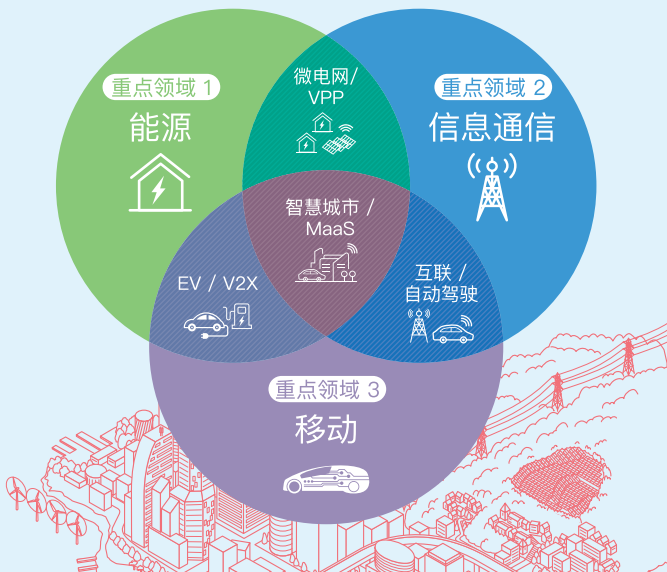 重点领域 1
能源
微电网/
VPP
重点领域 2
信息通信
智慧城市 /
MaaS
EV / V2X
互联 /
自动驾驶
重点领域 3
移动